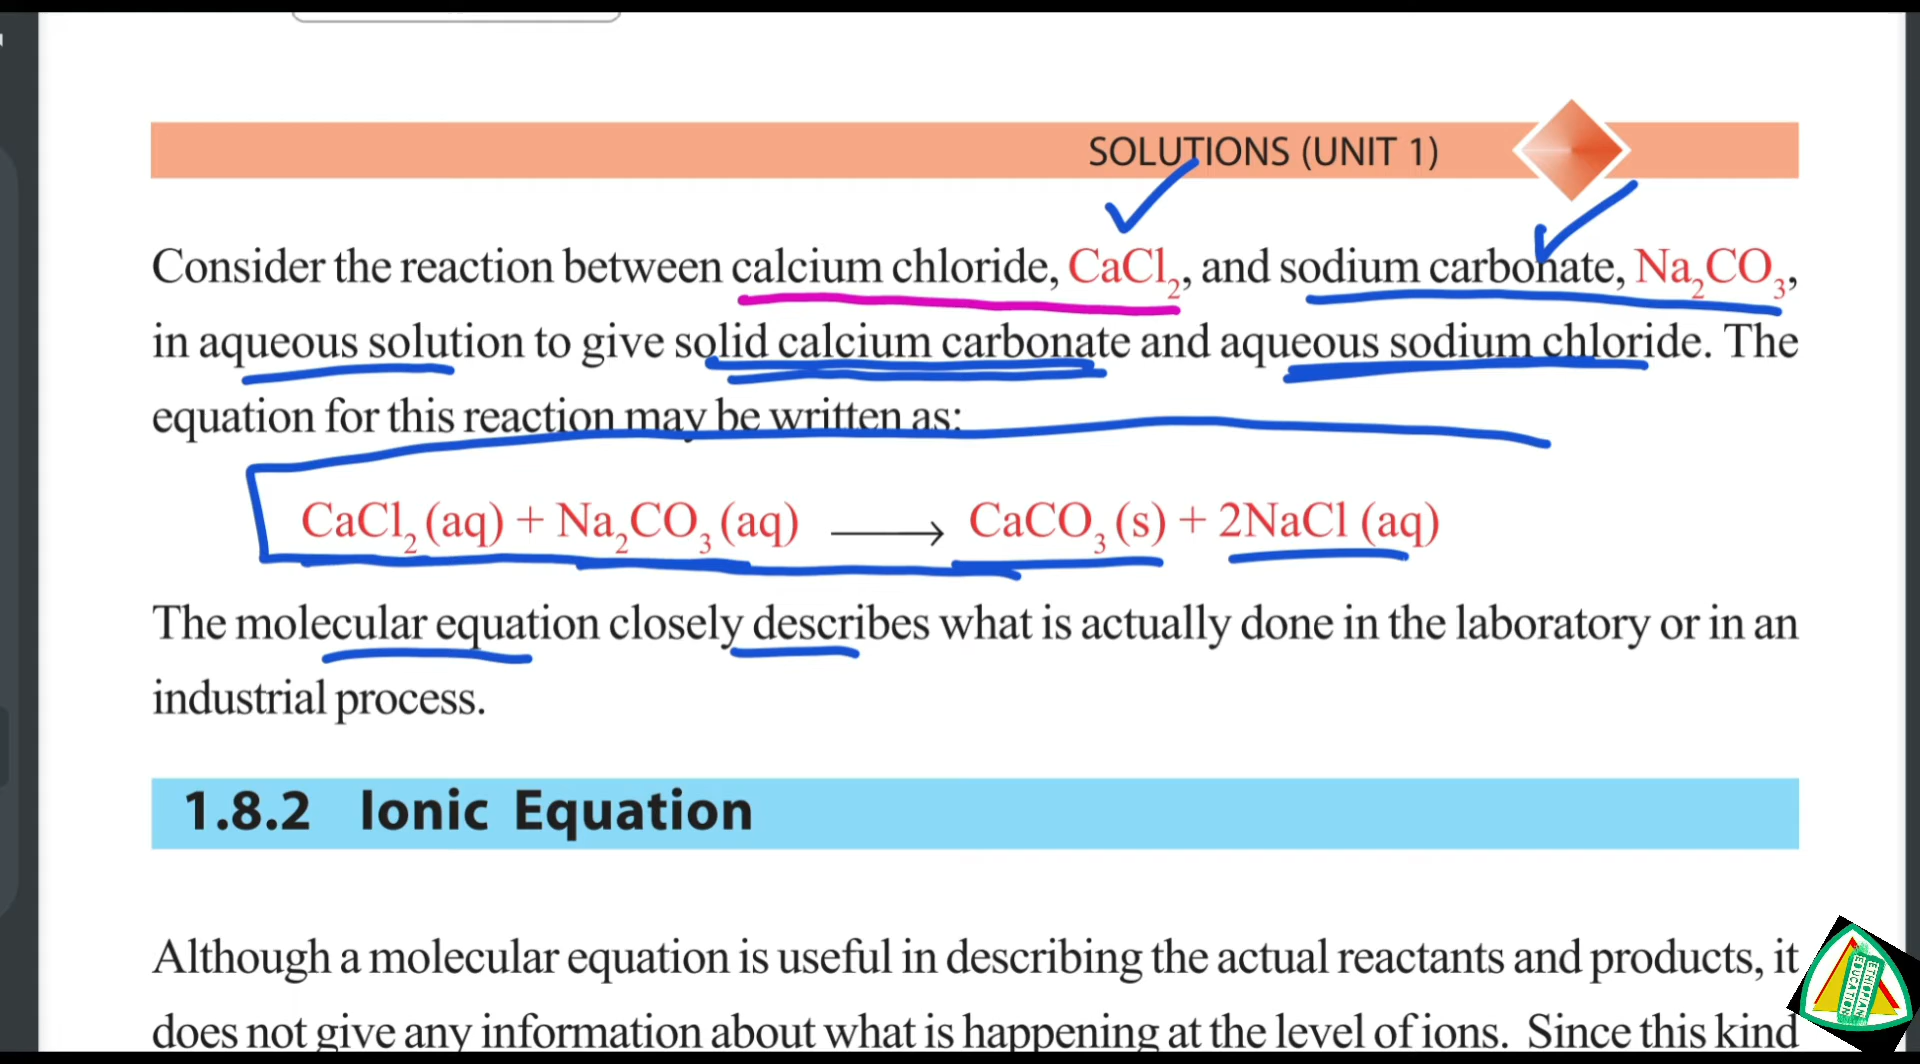 SOLUTIONS (UNIT 1)
Consider the reaction between calcium chloride, CaCl₂, and sodium carbonate, Na₂CO₃,
in aqueous solution to give solid calcium carbonate and aqueous sodium chloride. The
equation for this reaction may be written as:
CaCl₂ (aq) + Na₂CO₃ (aq) ⟶ CaCO₃ (s) + 2NaCl (aq)
The molecular equation closely describes what is actually done in the laboratory or in an
industrial process.
1.8.2 Ionic Equation
Although a molecular equation is useful in describing the actual reactants and products, it
does not give any information about what is happening at the level of ions. Since this kind
ETHIOPIAN
EDUCATION